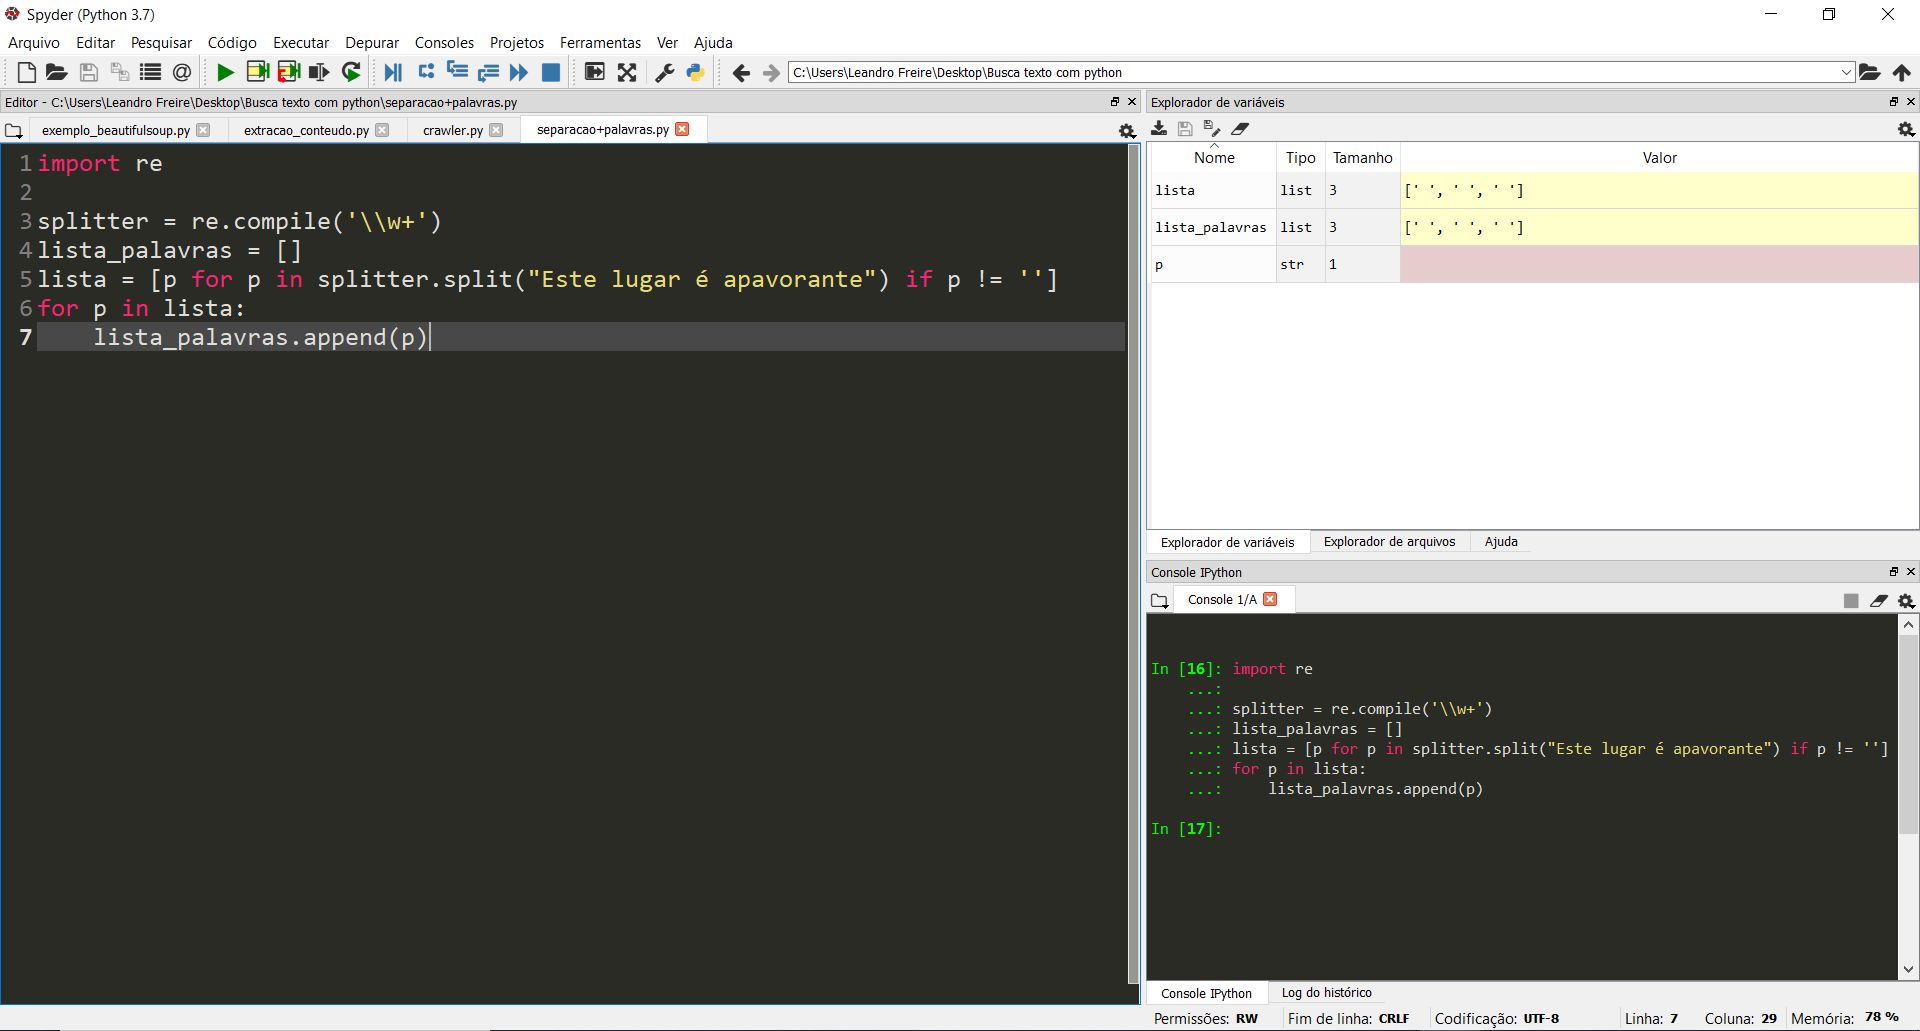 Spyder (Python 3.7)
Arquivo Editar Pesquisar Código Executar Depurar Consoles Projetos Ferramentas Ver Ajuda
C:\Users\Leandro Freire\Desktop\Busca texto com python
Editor - C:\Users\Leandro Freire\Desktop\Busca texto com python\separacao+palavras.py
exemplo_beautifulsoup.py extracao_conteudo.py crawler.py separacao+palavras.py
1 import re
2
3 splitter = re.compile('\\w+')
4 lista_palavras = []
5 lista = [p for p in splitter.split("Este lugar é apavorante") if p != '']
6 for p in lista:
7     lista_palavras.append(p)
Explorador de variáveis
Nome Tipo Tamanho Valor
lista list 3 [' ', ' ', ' ']
lista_palavras list 3 [' ', ' ', ' ']
p str 1
Explorador de variáveis Explorador de arquivos Ajuda
Console IPython
Console 1/A
In [16]: import re
...:
...: splitter = re.compile('\\w+')
...: lista_palavras = []
...: lista = [p for p in splitter.split("Este lugar é apavorante") if p != '']
...: for p in lista:
...:     lista_palavras.append(p)
In [17]:
Console IPython Log do histórico
Permissões: RW Fim de linha: CRLF Codificação: UTF-8 Linha: 7 Coluna: 29 Memória: 78 %